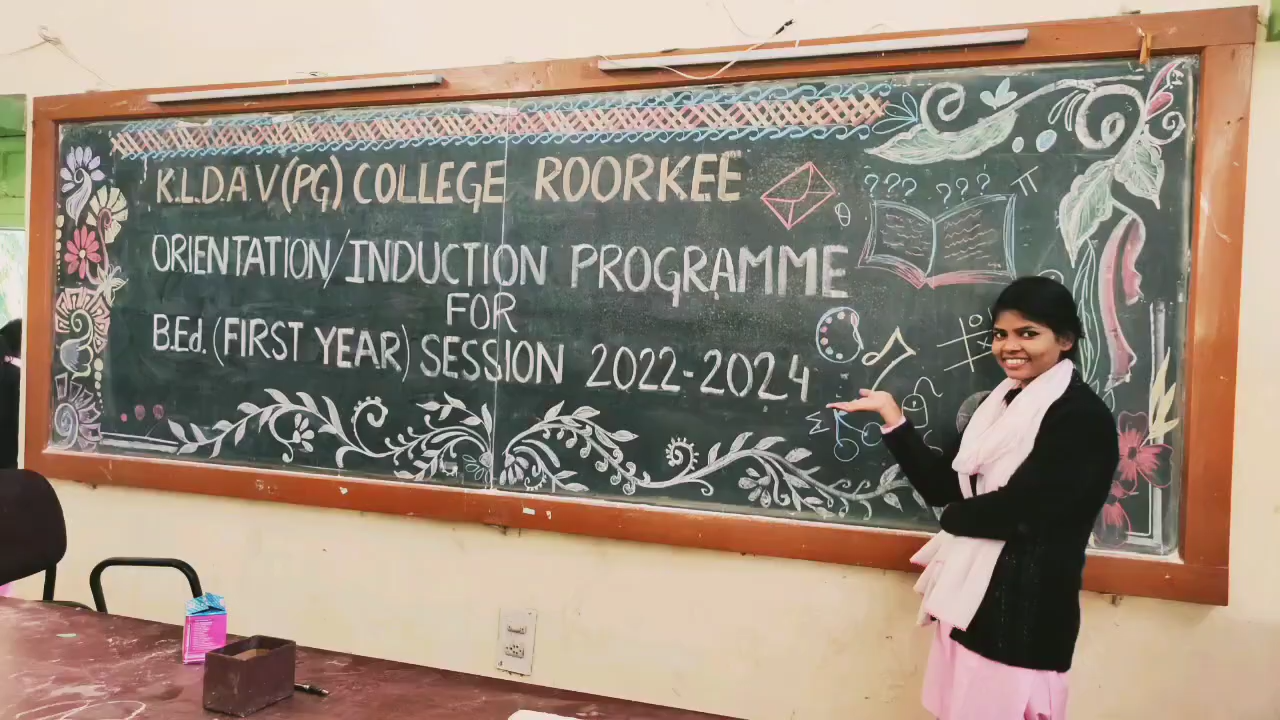 K.L.D.A.V(PG) COLLEGE ROORKEE
ORIENTATION/INDUCTION PROGRAMME
FOR
B.Ed. (FIRST YEAR) SESSION 2022-2024
??? ???
π